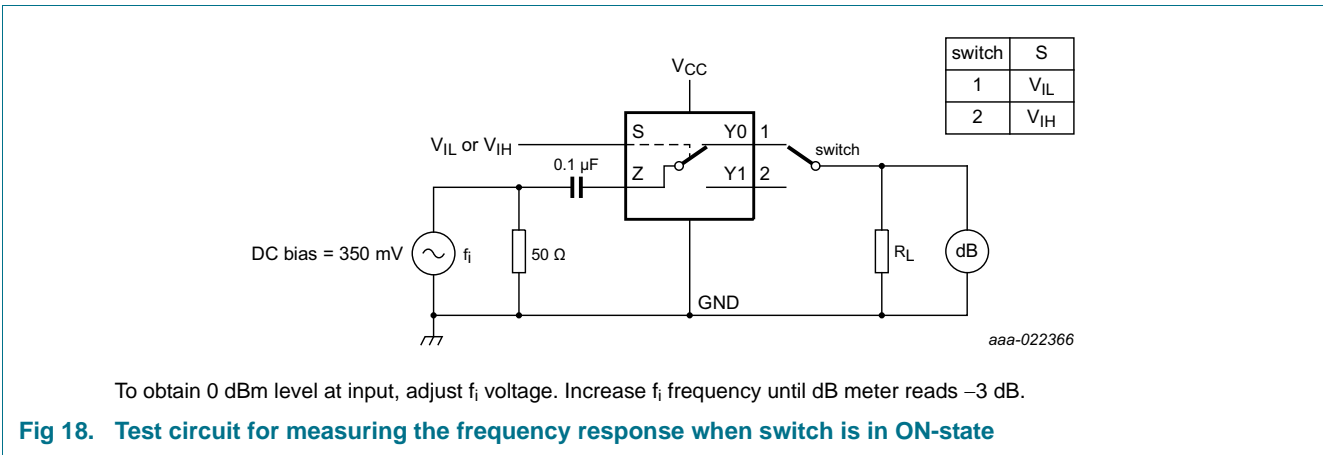 switch S
1 VIL
2 VIH
VCC
VIL or VIH
S
Y0
1
switch
0.1 µF
Z
Y1
2
DC bias = 350 mV
fi
50 Ω
RL
dB
GND
aaa-022366
To obtain 0 dBm level at input, adjust fi voltage. Increase fi frequency until dB meter reads −3 dB.
Fig 18. Test circuit for measuring the frequency response when switch is in ON-state